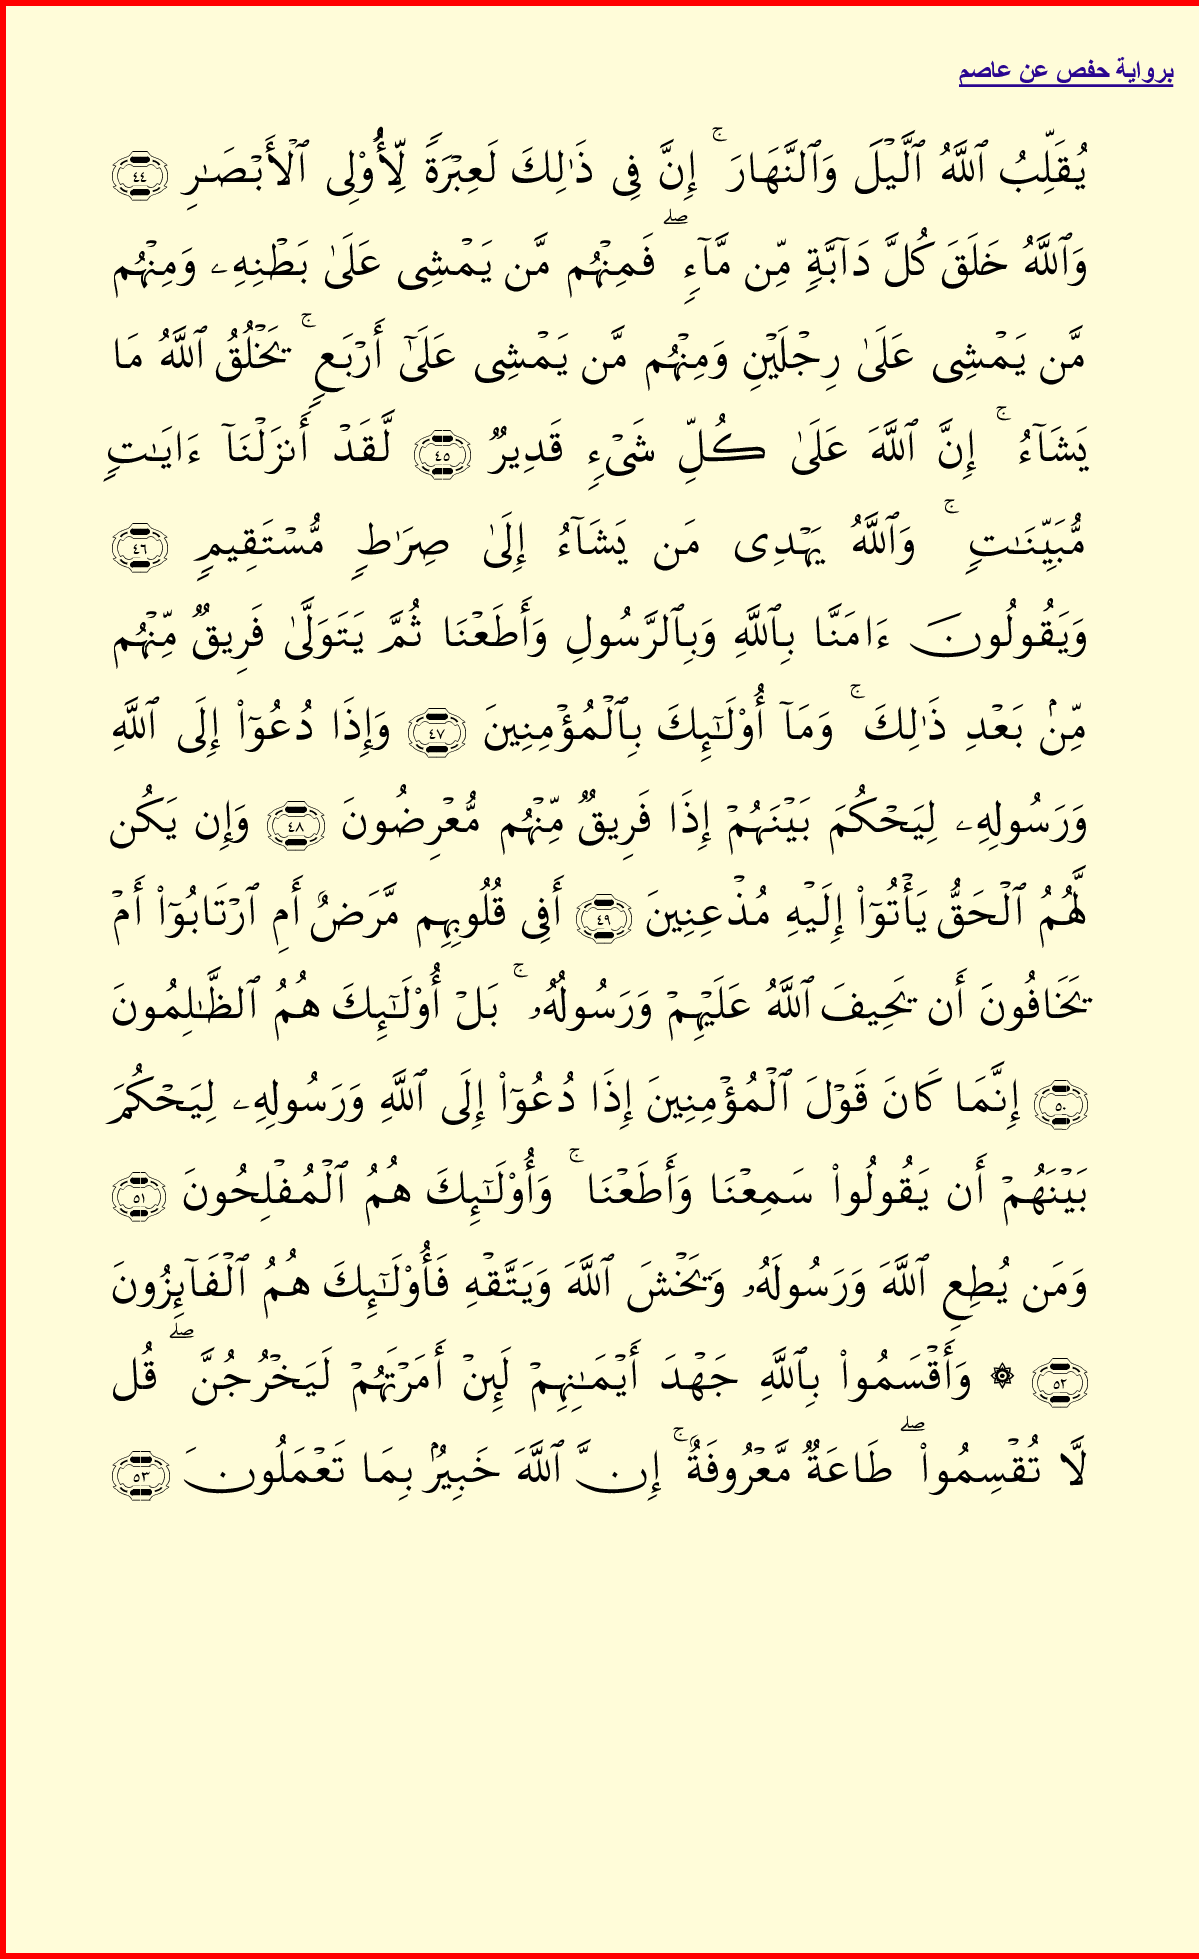 برواية حفص عن عاصم
يُقَلِّبُ ٱللَّهُ ٱلَّيۡلَ وَٱلنَّهَارَۚ إِنَّ فِى ذَٰلِكَ لَعِبۡرَةً لِّأُوْلِى ٱلۡأَبۡصَٰرِ ٤٤
وَٱللَّهُ خَلَقَ كُلَّ دَآبَّةٍ مِّن مَّآءٍۖ فَمِنۡهُم مَّن يَمۡشِى عَلَىٰ بَطۡنِهِۦ وَمِنۡهُم
مَّن يَمۡشِى عَلَىٰ رِجۡلَيۡنِ وَمِنۡهُم مَّن يَمۡشِى عَلَىٰٓ أَرۡبَعٍۚ يَخۡلُقُ ٱللَّهُ مَا
يَشَآءُۚ إِنَّ ٱللَّهَ عَلَىٰ كُلِّ شَىۡءٍ قَدِيرٌ ٤٥ لَّقَدۡ أَنزَلۡنَآ ءَايَٰتٍ
مُّبَيِّنَٰتٍۚ وَٱللَّهُ يَهۡدِى مَن يَشَآءُ إِلَىٰ صِرَٰطٍ مُّسۡتَقِيمٍ ٤٦
وَيَقُولُونَ ءَامَنَّا بِٱللَّهِ وَبِٱلرَّسُولِ وَأَطَعۡنَا ثُمَّ يَتَوَلَّىٰ فَرِيقٌ مِّنۡهُم
مِّنۢ بَعۡدِ ذَٰلِكَۚ وَمَآ أُوْلَٰٓئِكَ بِٱلۡمُؤۡمِنِينَ ٤٧ وَإِذَا دُعُوٓاْ إِلَى ٱللَّهِ
وَرَسُولِهِۦ لِيَحۡكُمَ بَيۡنَهُمۡ إِذَا فَرِيقٌ مِّنۡهُم مُّعۡرِضُونَ ٤٨ وَإِن يَكُن
لَّهُمُ ٱلۡحَقُّ يَأۡتُوٓاْ إِلَيۡهِ مُذۡعِنِينَ ٤٩ أَفِى قُلُوبِهِم مَّرَضٌ أَمِ ٱرۡتَابُوٓاْ أَمۡ
يَخَافُونَ أَن يَحِيفَ ٱللَّهُ عَلَيۡهِمۡ وَرَسُولُهُۥۚ بَلۡ أُوْلَٰٓئِكَ هُمُ ٱلظَّٰلِمُونَ
٥٠ إِنَّمَا كَانَ قَوۡلَ ٱلۡمُؤۡمِنِينَ إِذَا دُعُوٓاْ إِلَى ٱللَّهِ وَرَسُولِهِۦ لِيَحۡكُمَ
بَيۡنَهُمۡ أَن يَقُولُواْ سَمِعۡنَا وَأَطَعۡنَاۚ وَأُوْلَٰٓئِكَ هُمُ ٱلۡمُفۡلِحُونَ ٥١
وَمَن يُطِعِ ٱللَّهَ وَرَسُولَهُۥ وَيَخۡشَ ٱللَّهَ وَيَتَّقۡهِ فَأُوْلَٰٓئِكَ هُمُ ٱلۡفَآئِزُونَ
٥٢ ۞ وَأَقۡسَمُواْ بِٱللَّهِ جَهۡدَ أَيۡمَٰنِهِمۡ لَئِنۡ أَمَرۡتَهُمۡ لَيَخۡرُجُنَّۖ قُل
لَّا تُقۡسِمُواْۖ طَاعَةٌ مَّعۡرُوفَةٌۚ إِنَّ ٱللَّهَ خَبِيرٌۢ بِمَا تَعۡمَلُونَ ٥٣